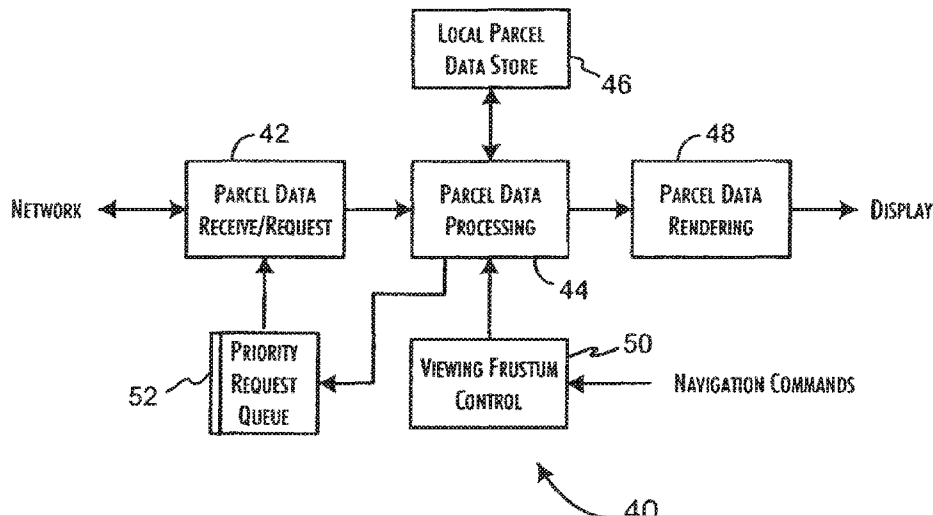 LOCAL PARCEL
DATA STORE
46
42
48
NETWORK
PARCEL DATA
RECEIVE/REQUEST
PARCEL DATA
PROCESSING
PARCEL DATA
RENDERING
DISPLAY
44
52
PRIORITY
REQUEST
QUEUE
VIEWING FRUSTUM
CONTROL
50
NAVIGATION COMMANDS
40